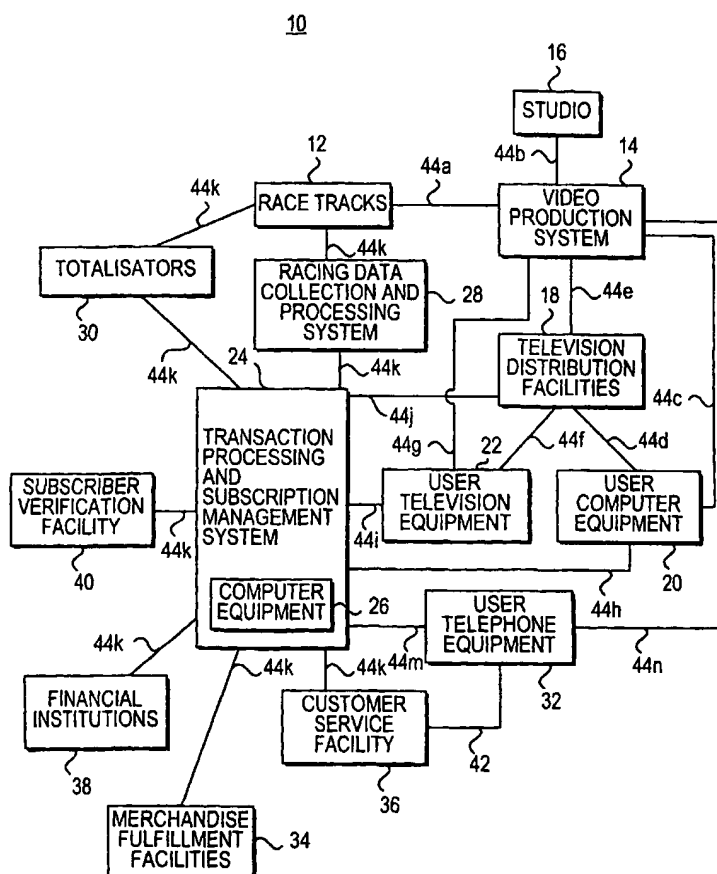 10
16
STUDIO
12
44a
44b
14
44k
RACE TRACKS
VIDEO
PRODUCTION
SYSTEM
44k
TOTALISATORS
30
RACING DATA
COLLECTION AND
PROCESSING
SYSTEM
28
44e
18
44k
24
44k
TELEVISION
DISTRIBUTION
FACILITIES
44c
44j
44g
44f
44d
TRANSACTION
PROCESSING
AND
SUBSCRIPTION
MANAGEMENT
SYSTEM
22
SUBSCRIBER
VERIFICATION
FACILITY
40
44k
44i
USER
TELEVISION
EQUIPMENT
USER
COMPUTER
EQUIPMENT
20
44h
COMPUTER
EQUIPMENT
26
USER
TELEPHONE
EQUIPMENT
32
44k
44k
44k
44m
44n
FINANCIAL
INSTITUTIONS
38
CUSTOMER
SERVICE
FACILITY
36
42
MERCHANDISE
FULFILLMENT
FACILITIES
34